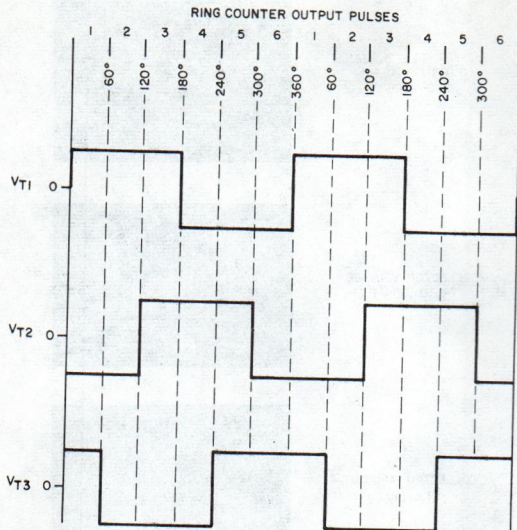 RING COUNTER OUTPUT PULSES
1 2 3 4 5 6 1 2 3 4 5 6
60° 120° 180° 240° 300° 360° 60° 120° 180° 240° 300°
VT1 0
VT2 0
VT3 0